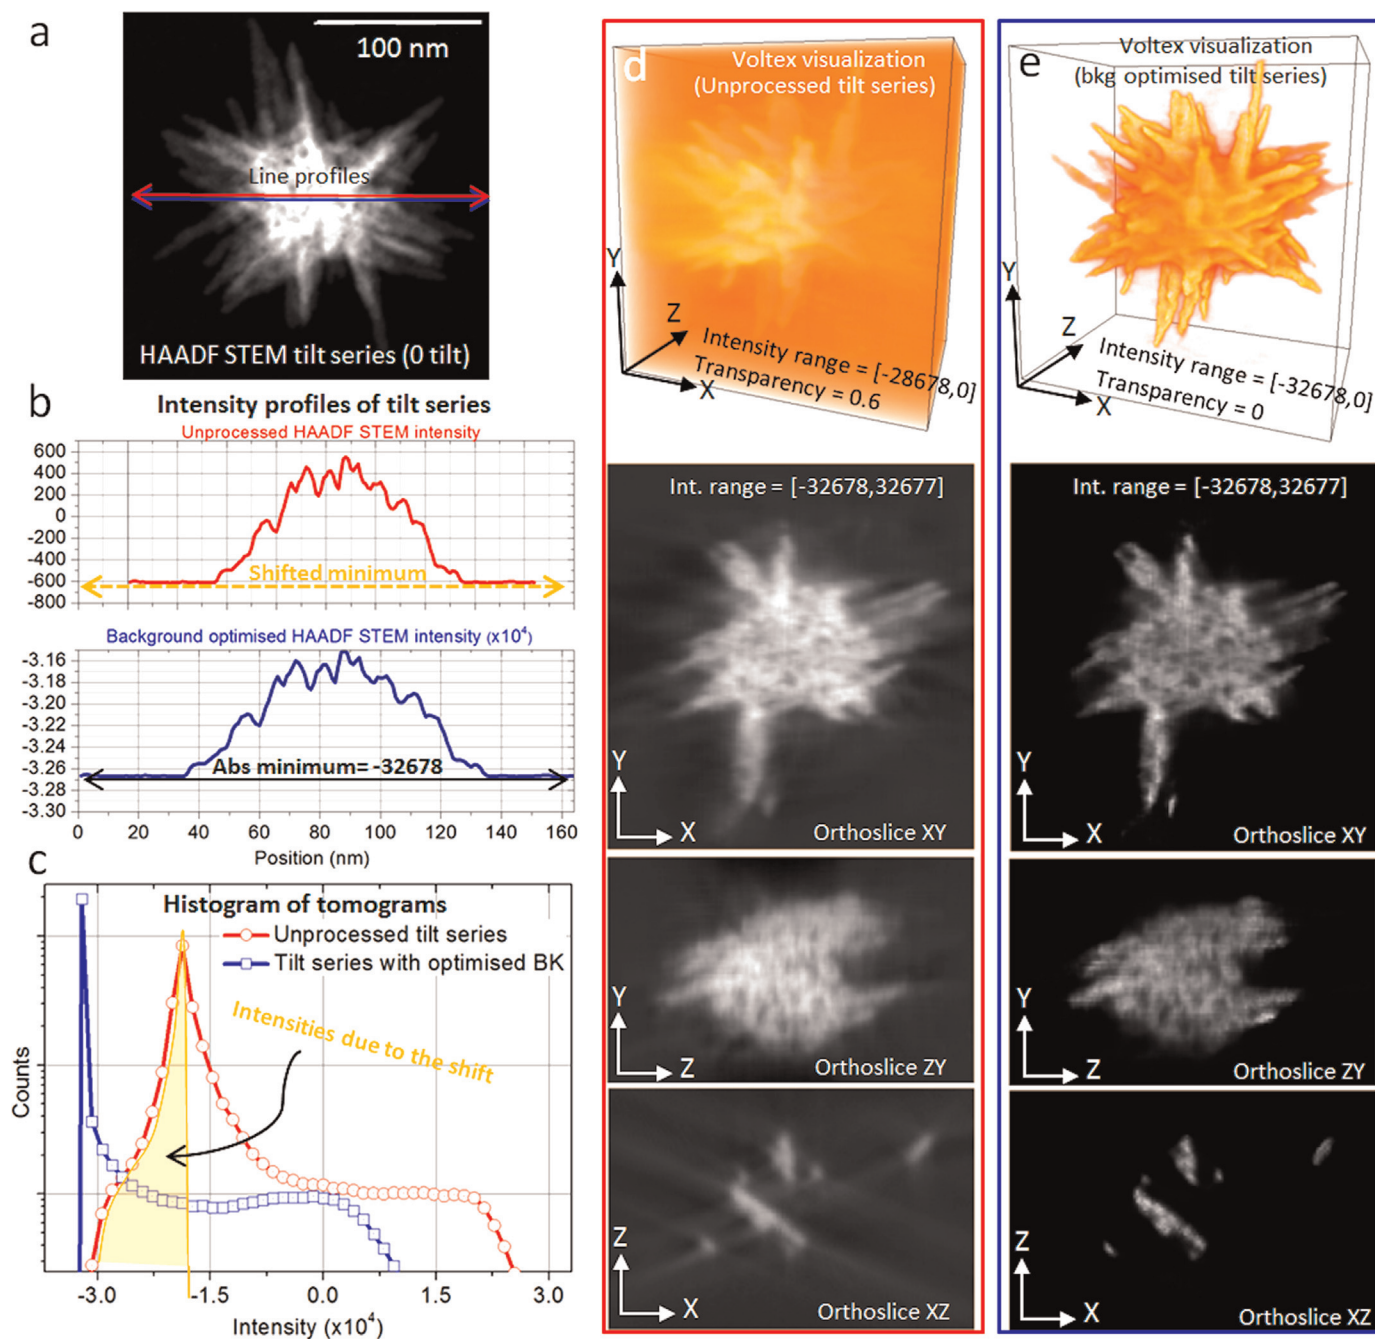 a
100 nm
Line profiles
HAADF STEM tilt series (0 tilt)
b
Intensity profiles of tilt series
Unprocessed HAADF STEM intensity
600
400
200
0
-200
-400
-600
-800
Shifted minimum
Background optimised HAADF STEM intensity (x10⁴)
-3.16
-3.18
-3.20
-3.22
-3.24
-3.26
-3.28
-3.30
Abs minimum= -32678
0 20 40 60 80 100 120 140 160
Position (nm)
c
Histogram of tomograms
Unprocessed tilt series
Tilt series with optimised BK
Intensities due to the shift
Counts
-3.0 -1.5 0.0 1.5 3.0
Intensity (x10⁴)
d
Voltex visualization
(Unprocessed tilt series)
Y
Z
X
Intensity range = [-28678,0]
Transparency = 0.6
Int. range = [-32678,32677]
Y
X
Orthoslice XY
Y
Z
Orthoslice ZY
Z
X
Orthoslice XZ
e
Voltex visualization
(bkg optimised tilt series)
Y
Z
X
Intensity range = [-32678,0]
Transparency = 0
Int. range = [-32678,32677]
Y
X
Orthoslice XY
Y
Z
Orthoslice ZY
Z
X
Orthoslice XZ